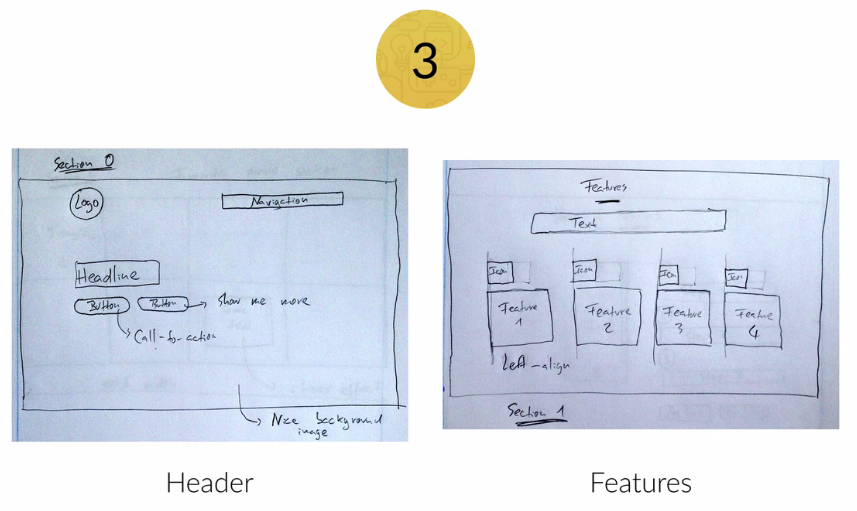 3
Section 0
Logo
Navigation
Headline
Button
Button
Show me more
Call-to-action
Nice background
image
Header
Features
Text
Icon
Icon
Icon
Icon
Feature
1
Feature
2
Feature
3
Feature
4
Left-align
Section 1
Features